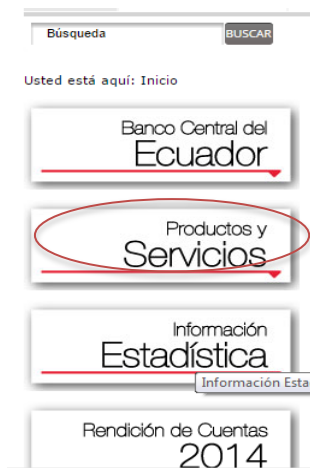 Búsqueda BUSCAR
Usted está aquí: Inicio
Banco Central del
Ecuador
Productos y
Servicios
Información
Estadística
Información Esta
Rendición de Cuentas
2014